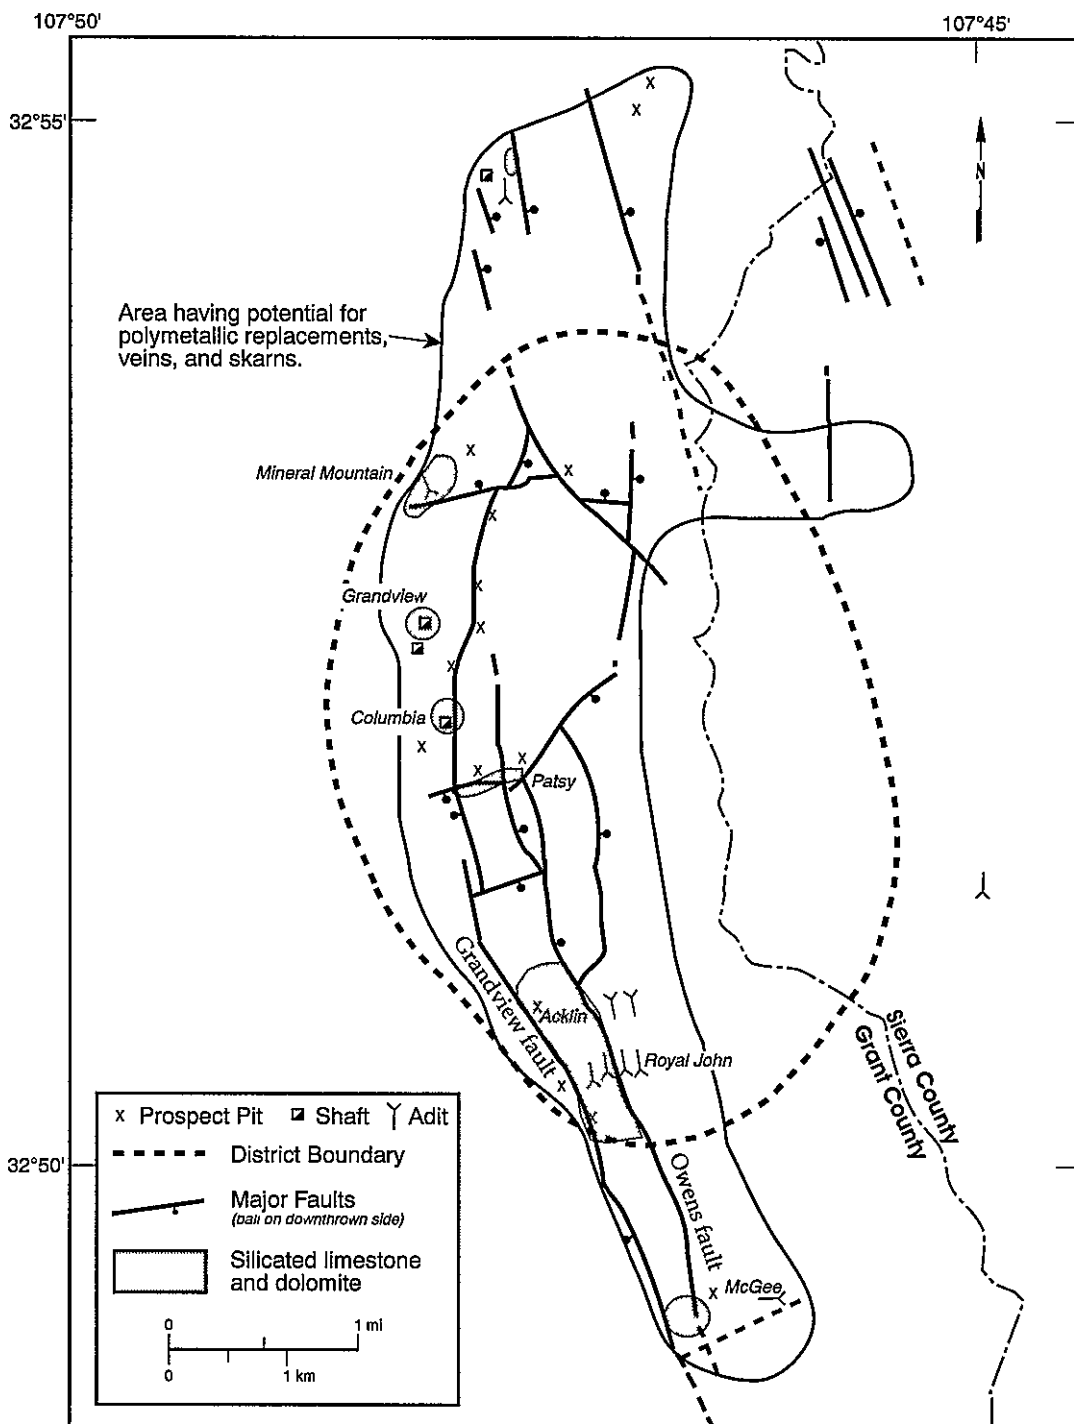 107°50'
107°45'
32°55'
N
Area having potential for
polymetallic replacements,
veins, and skarns.
Mineral Mountain
Grandview
Columbia
Patsy
Grandview fault
Acklin
Royal John
Sierra County
Grant County
32°50'
Owens fault
McGee
x Prospect Pit Shaft Adit
District Boundary
Major Faults
(ball on downthrown side)
Silicated limestone
and dolomite
0 1 mi
0 1 km